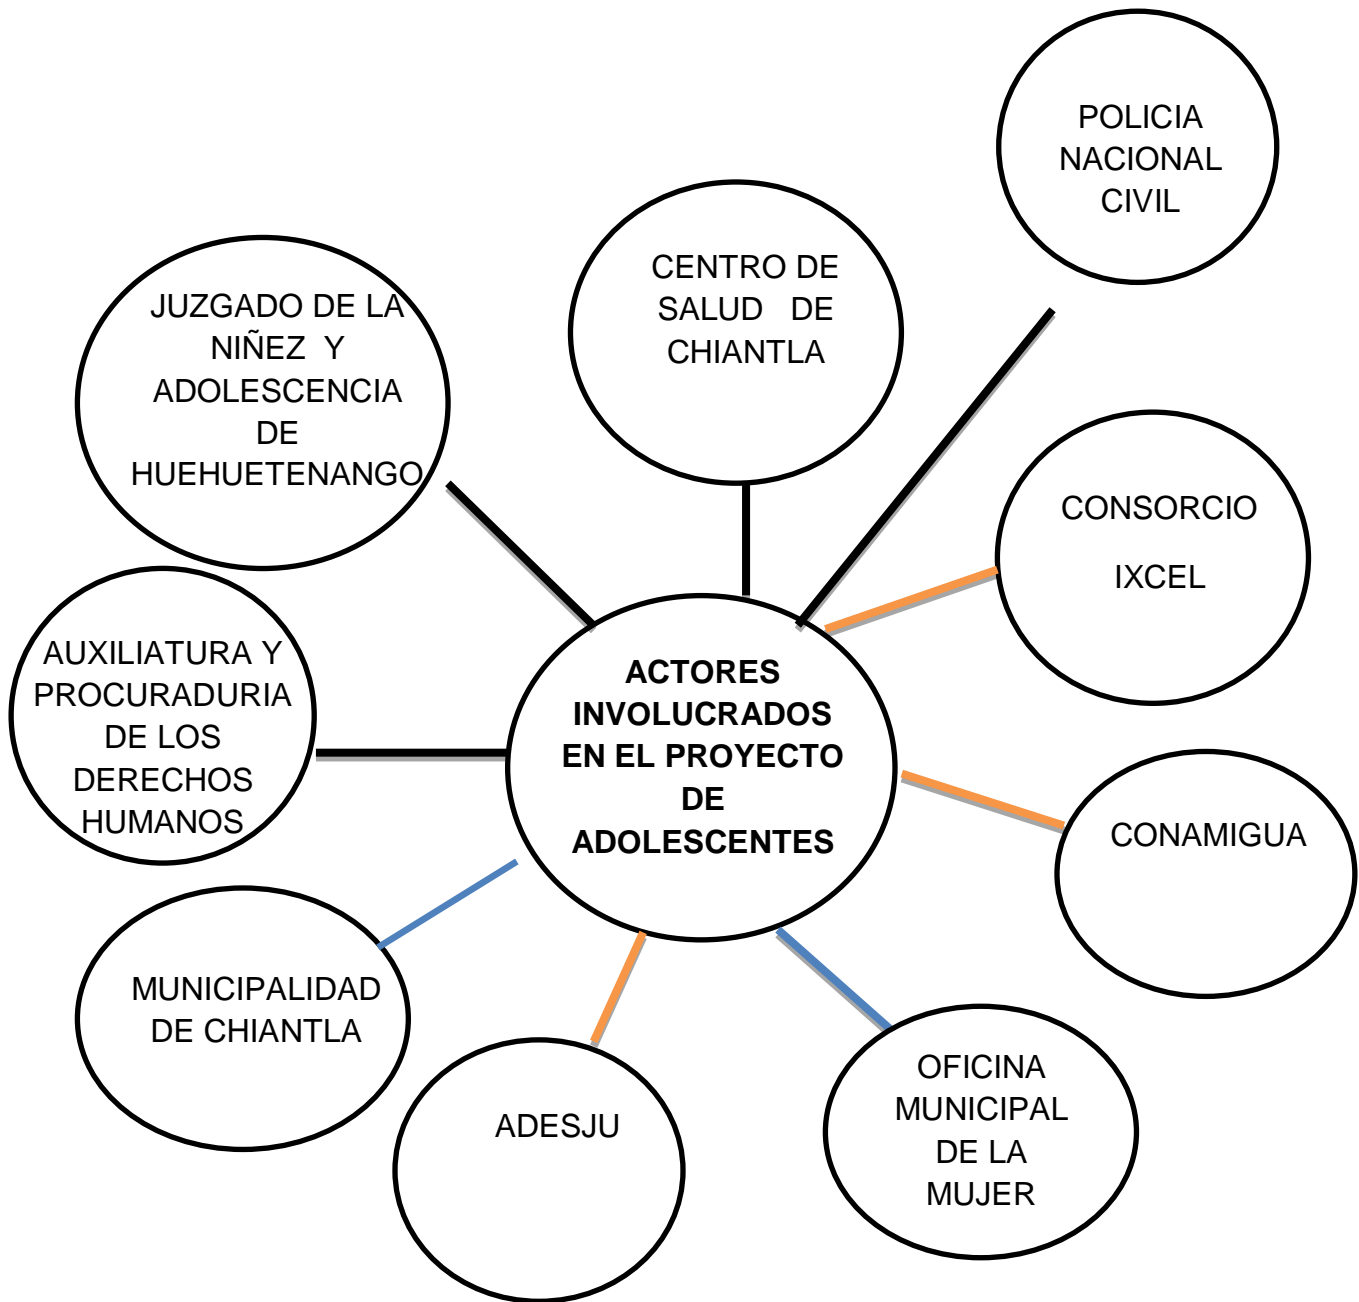 POLICIA
NACIONAL
CIVIL
CENTRO DE
SALUD DE
CHIANTLA
JUZGADO DE LA
NIÑEZ Y
ADOLESCENCIA
DE
HUEHUETENANGO
CONSORCIO
IXCEL
AUXILIATURA Y
PROCURADURIA
DE LOS
DERECHOS
HUMANOS
ACTORES
INVOLUCRADOS
EN EL PROYECTO
DE
ADOLESCENTES
CONAMIGUA
MUNICIPALIDAD
DE CHIANTLA
ADESJU
OFICINA
MUNICIPAL
DE LA
MUJER